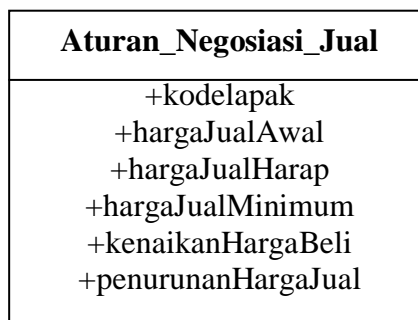 Aturan_Negosiasi_Jual
+kodelapak
+hargaJualAwal
+hargaJualHarap
+hargaJualMinimum
+kenaikanHargaBeli
+penurunanHargaJual